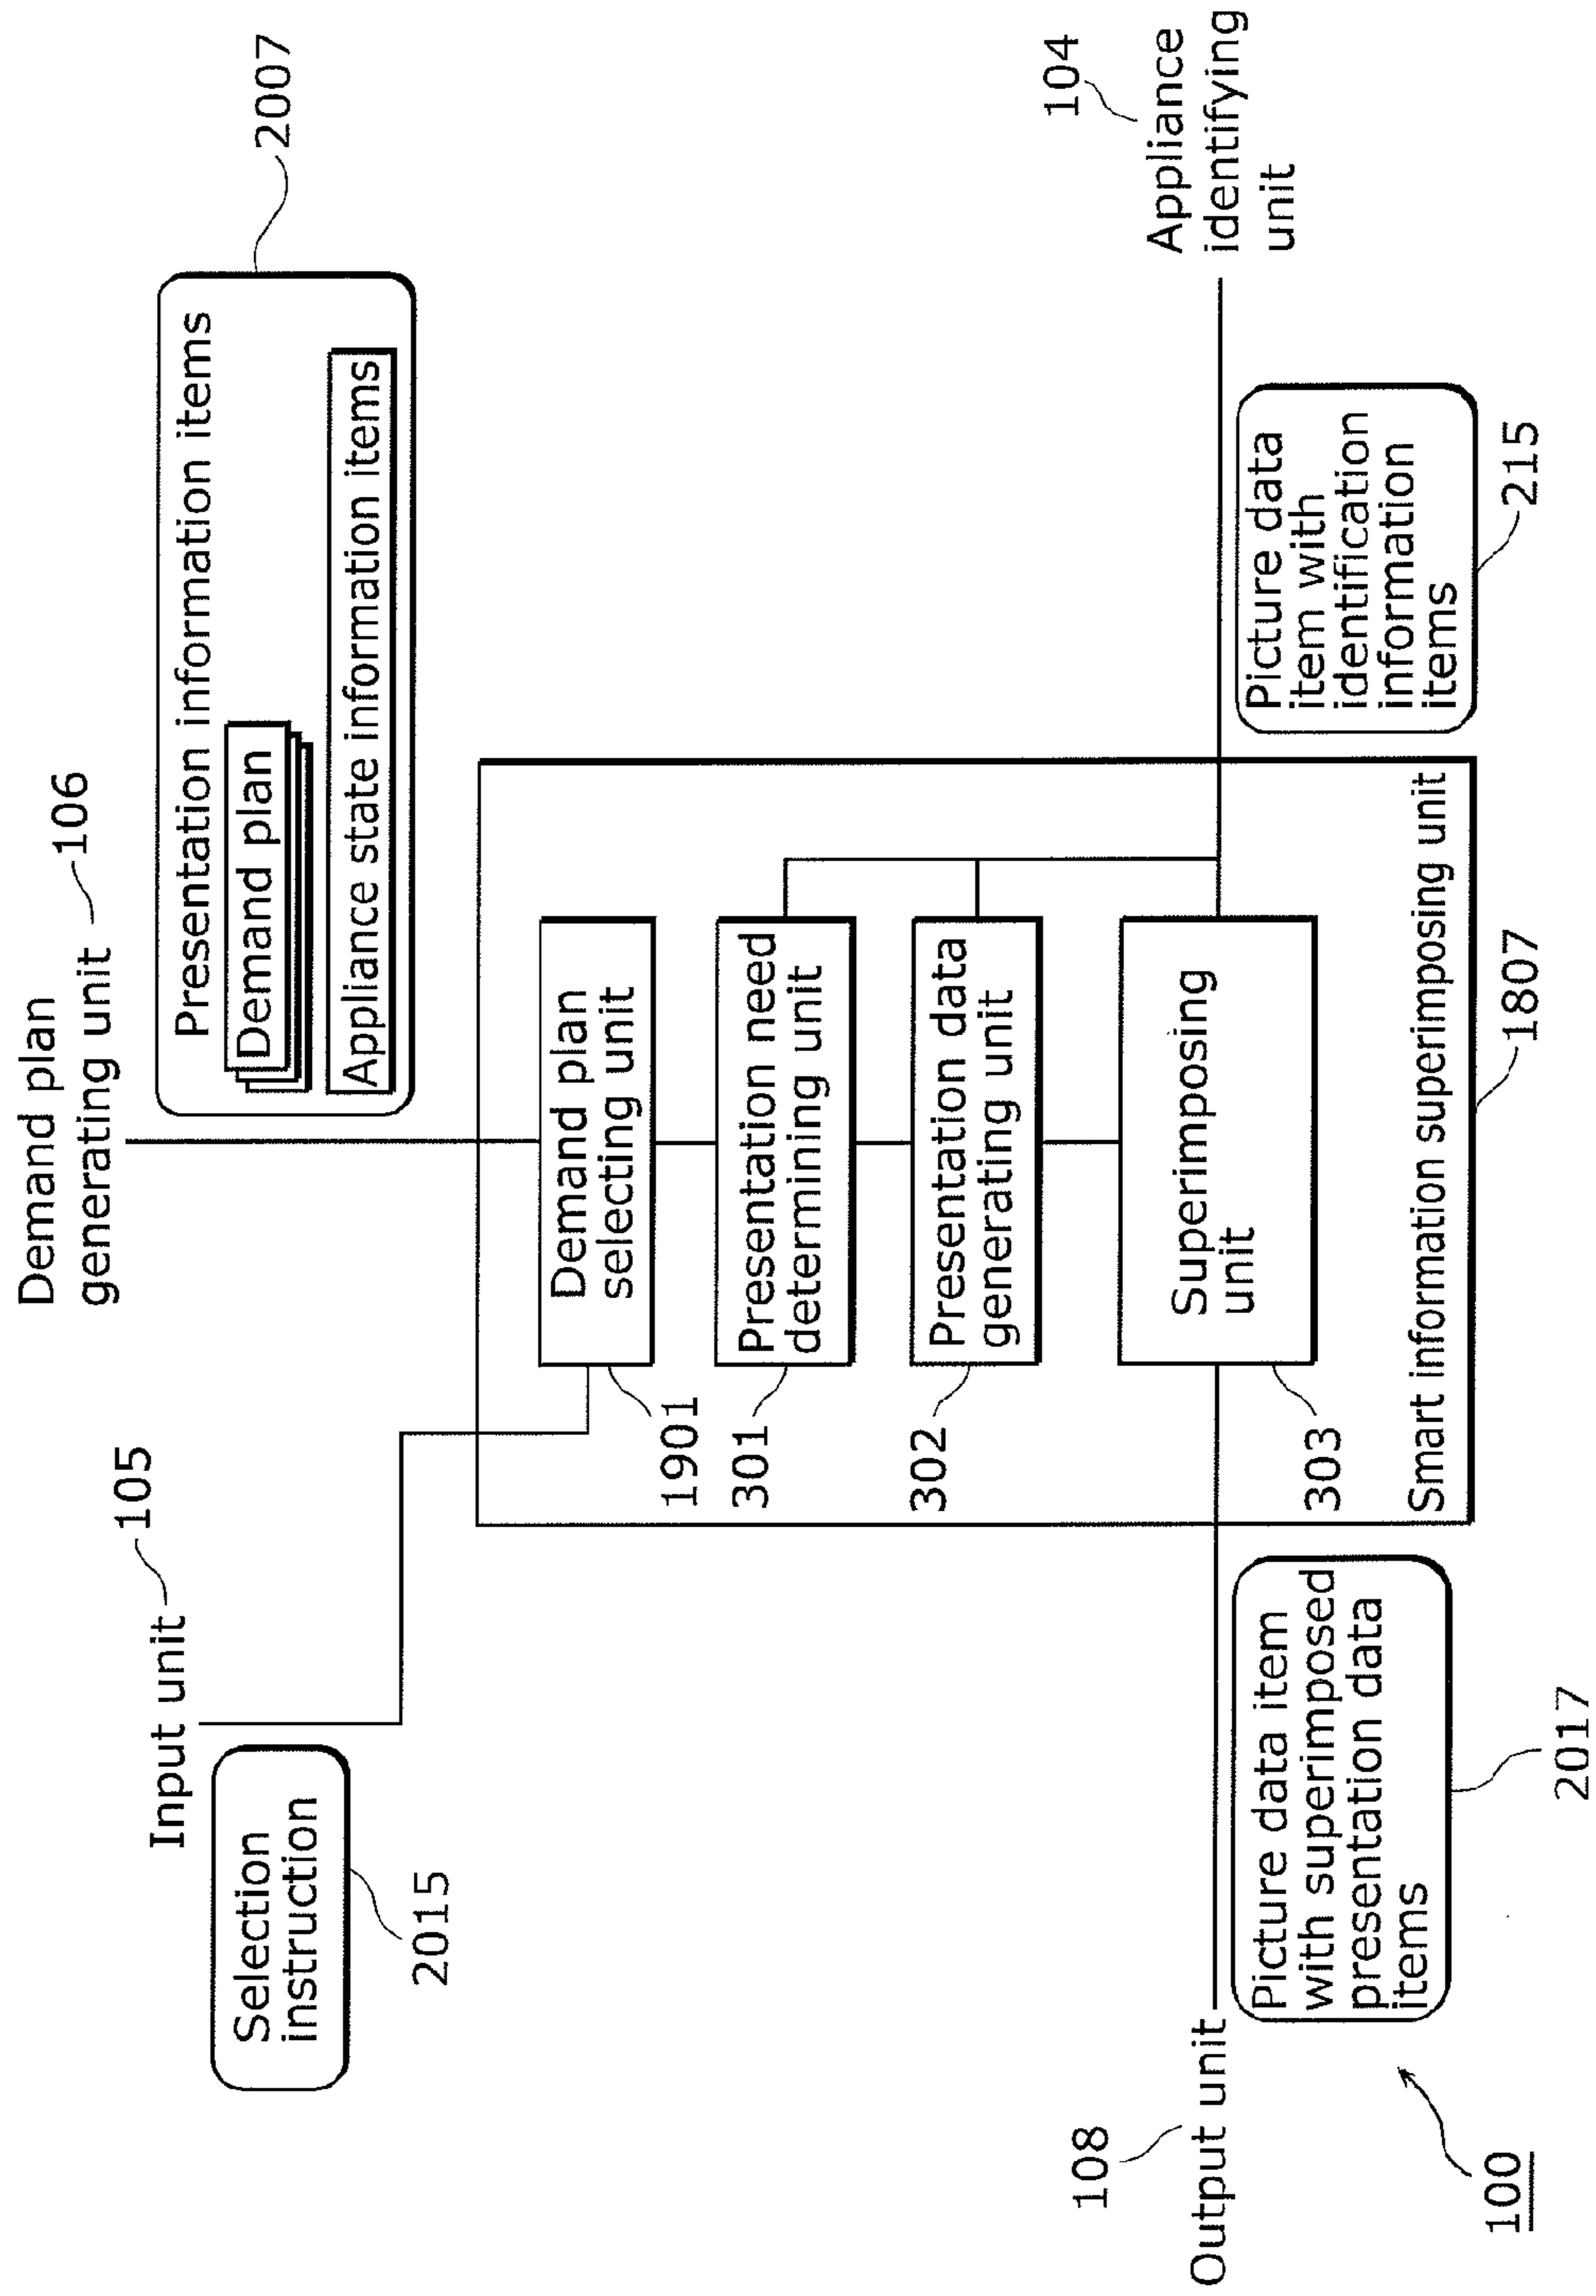 Demand plan
generating unit
106
Input unit
105
Selection
instruction
2015
Presentation information items
Demand plan
Appliance state information items
2007
Demand plan
selecting unit
1901
Presentation need
determining unit
301
Presentation data
generating unit
302
Superimposing
unit
303
Smart information superimposing unit
1807
104
Appliance
identifying
unit
Picture data
item with
identification
information
items
215
108
Output unit
Picture data item
with superimposed
presentation data
items
2017
100